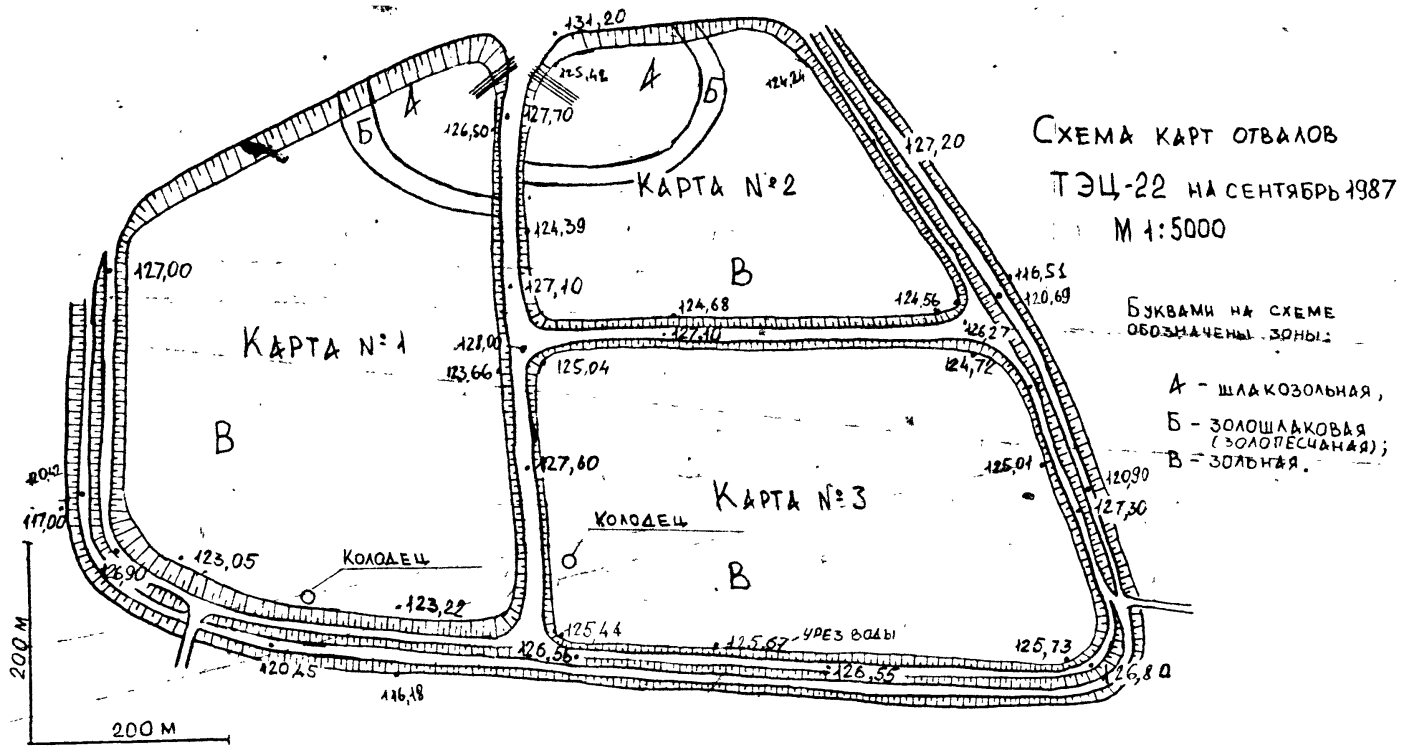 131,20
125,42
А
Б
124,24
А
Б
126,50
127,70
127,20
СХЕМА КАРТ ОТВАЛОВ
ТЭЦ-22 НА СЕНТЯБРЬ 1987
М 1:5000
КАРТА №2
124,39
127,00
В
127,10
116,51
120,69
124,68
124,56
БУКВАМИ НА СХЕМЕ
ОБОЗНАЧЕНЫ ЗОНЫ:
КАРТА №1
128,00
127,10
126,27
123,66
125,04
124,72
А - ШЛАКОЗОЛЬНАЯ,
Б - ЗОЛОШЛАКОВАЯ
(ЗОЛОПЕСЧАНАЯ);
В - ЗОЛЬНАЯ.
В
127,60
125,01
120,42
120,90
КАРТА №3
117,00
127,30
КОЛОДЕЦ
123,05
КОЛОДЕЦ
126,90
В
123,22
125,44
125,67 - УРЕЗ ВОДЫ
125,73
126,56
120,45
126,55
126,80
116,18
200 М
200 М